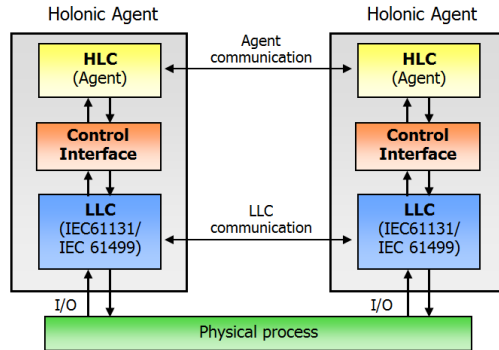 Holonic Agent
Holonic Agent
HLC
(Agent)
Agent
communication
HLC
(Agent)
Control
Interface
Control
Interface
LLC
(IEC61131/
IEC 61499)
LLC
communication
LLC
(IEC61131/
IEC 61499)
I/O
I/O
Physical process